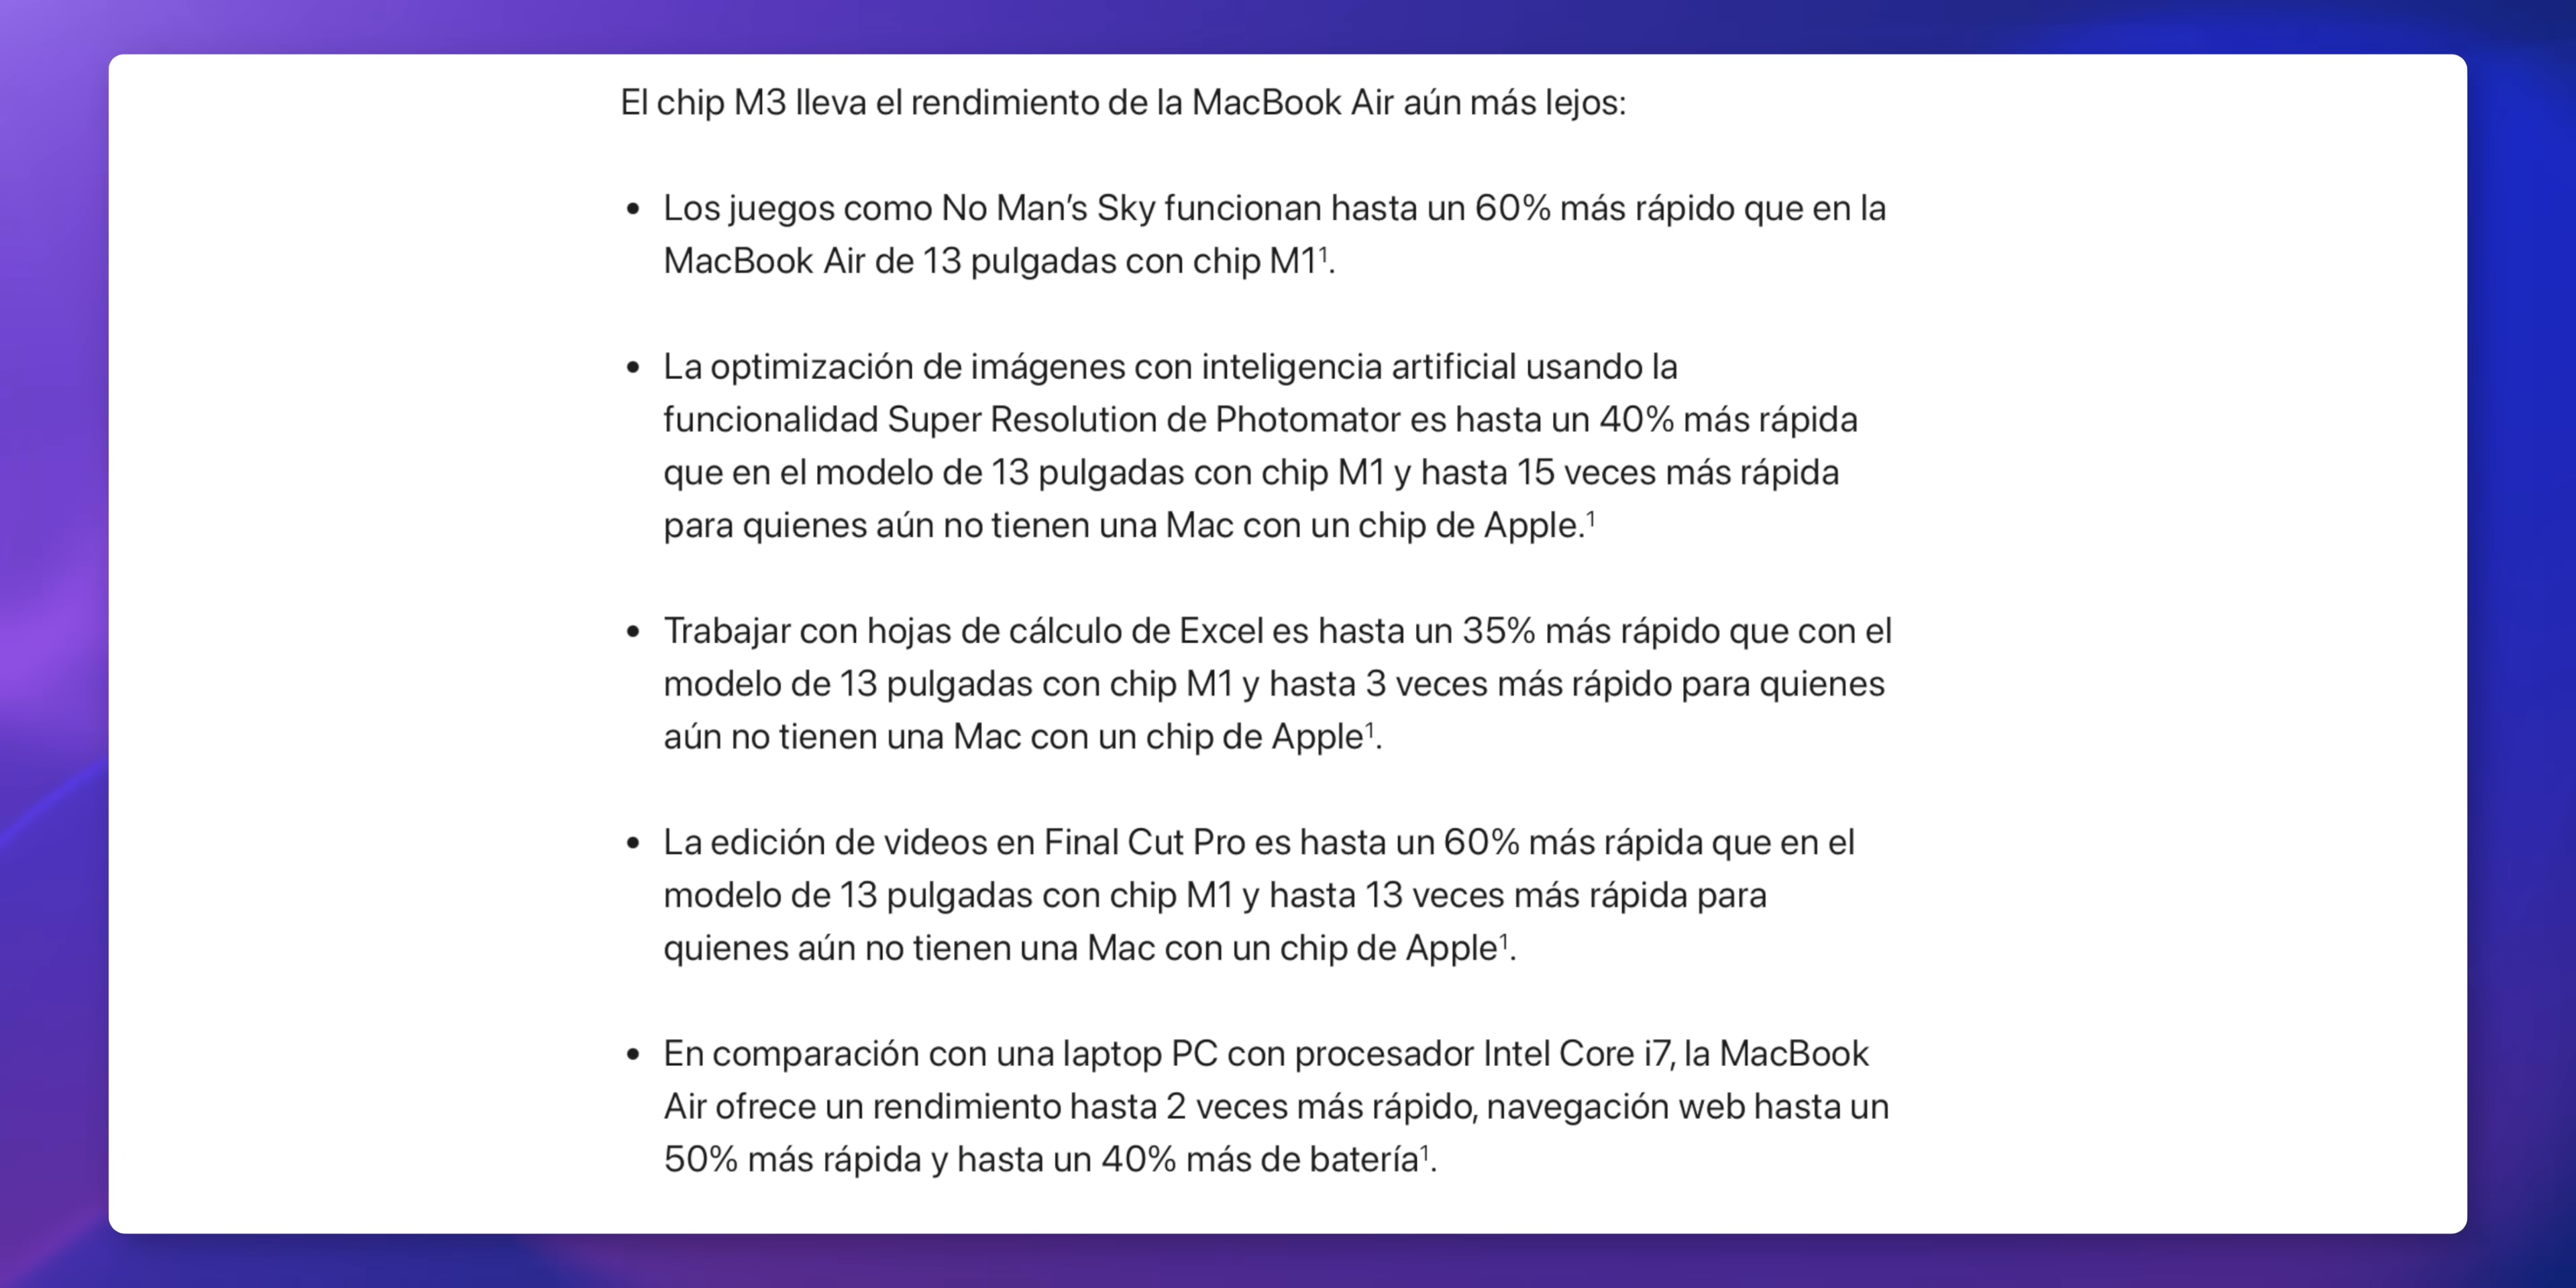 El chip M3 lleva el rendimiento de la MacBook Air aún más lejos:
• Los juegos como No Man’s Sky funcionan hasta un 60% más rápido que en la
MacBook Air de 13 pulgadas con chip M1¹.
• La optimización de imágenes con inteligencia artificial usando la
funcionalidad Super Resolution de Photomator es hasta un 40% más rápida
que en el modelo de 13 pulgadas con chip M1 y hasta 15 veces más rápida
para quienes aún no tienen una Mac con un chip de Apple.¹
• Trabajar con hojas de cálculo de Excel es hasta un 35% más rápido que con el
modelo de 13 pulgadas con chip M1 y hasta 3 veces más rápido para quienes
aún no tienen una Mac con un chip de Apple¹.
• La edición de videos en Final Cut Pro es hasta un 60% más rápida que en el
modelo de 13 pulgadas con chip M1 y hasta 13 veces más rápida para
quienes aún no tienen una Mac con un chip de Apple¹.
• En comparación con una laptop PC con procesador Intel Core i7, la MacBook
Air ofrece un rendimiento hasta 2 veces más rápido, navegación web hasta un
50% más rápida y hasta un 40% más de batería¹.